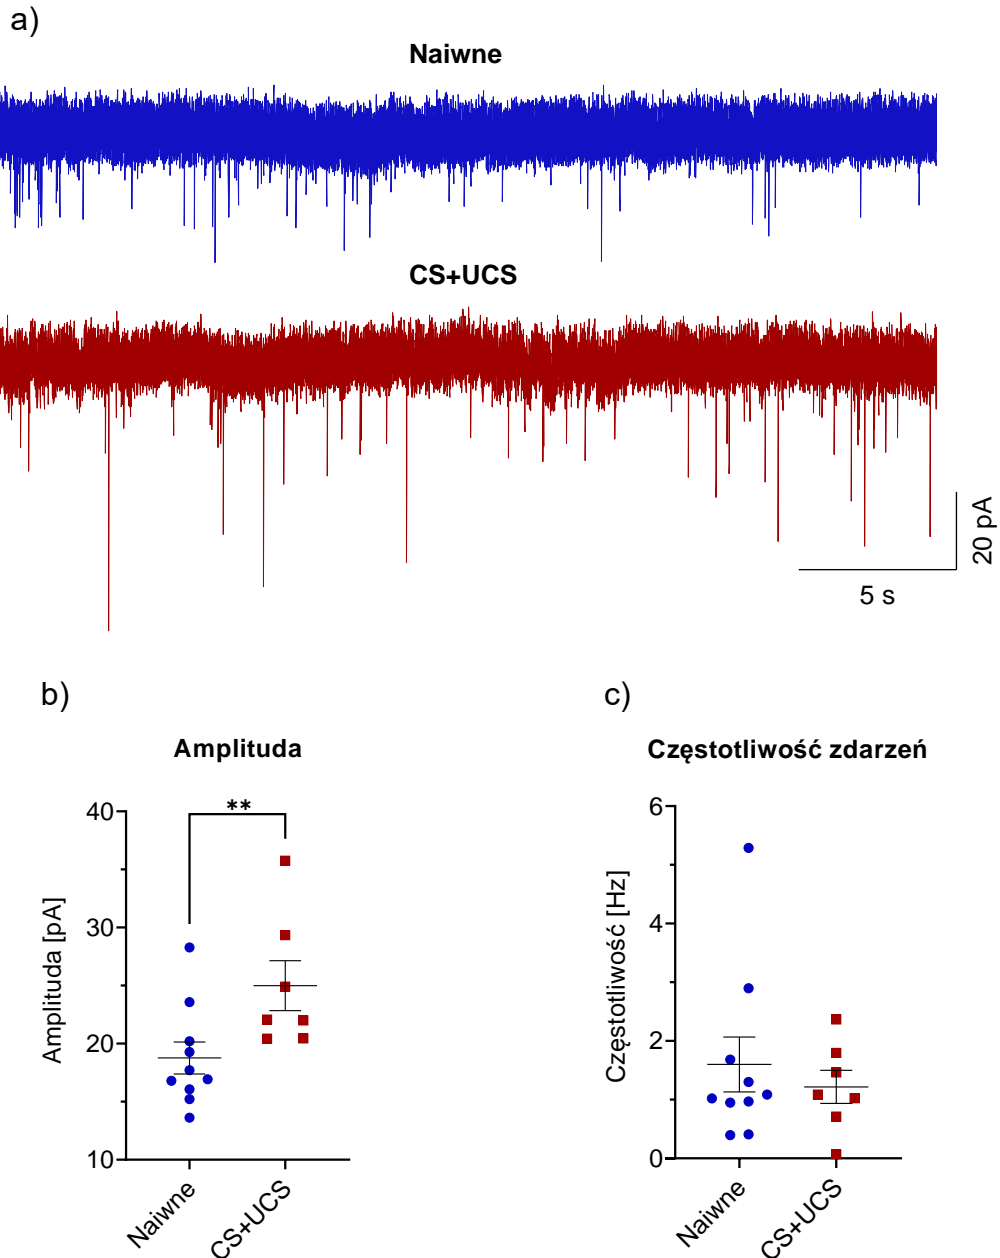 a)
Naiwne
CS+UCS
20 pA
5 s
b)
c)
Amplituda
Częstotliwość zdarzeń
**
40
30
20
10
Amplituda [pA]
Naiwne
CS+UCS
6
4
2
0
Częstotliwość [Hz]
Naiwne
CS+UCS